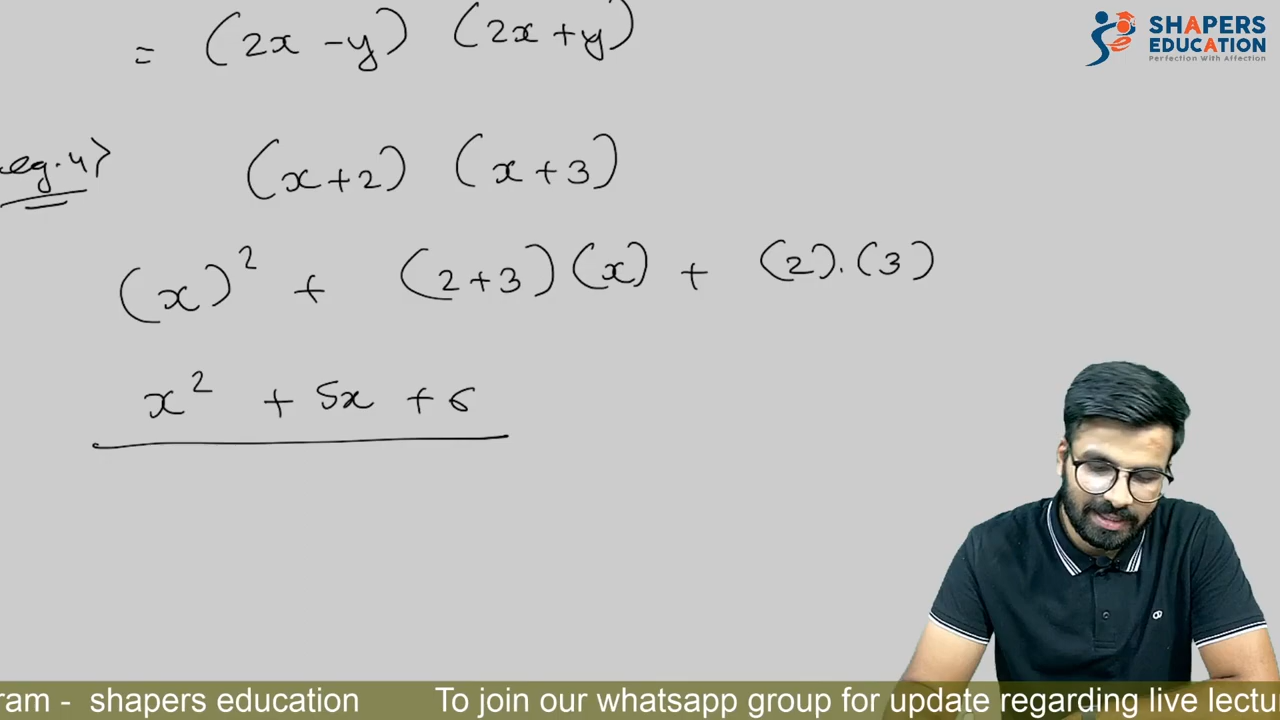 = (2x - y) (2x + y)
SHAPERS
EDUCATION
Perfection With Affection
eg. 4> (x+2) (x+3)
(x)² + (2+3)(x) + (2).(3)
x² + 5x + 6
ram - shapers education To join our whatsapp group for update regarding live lectu